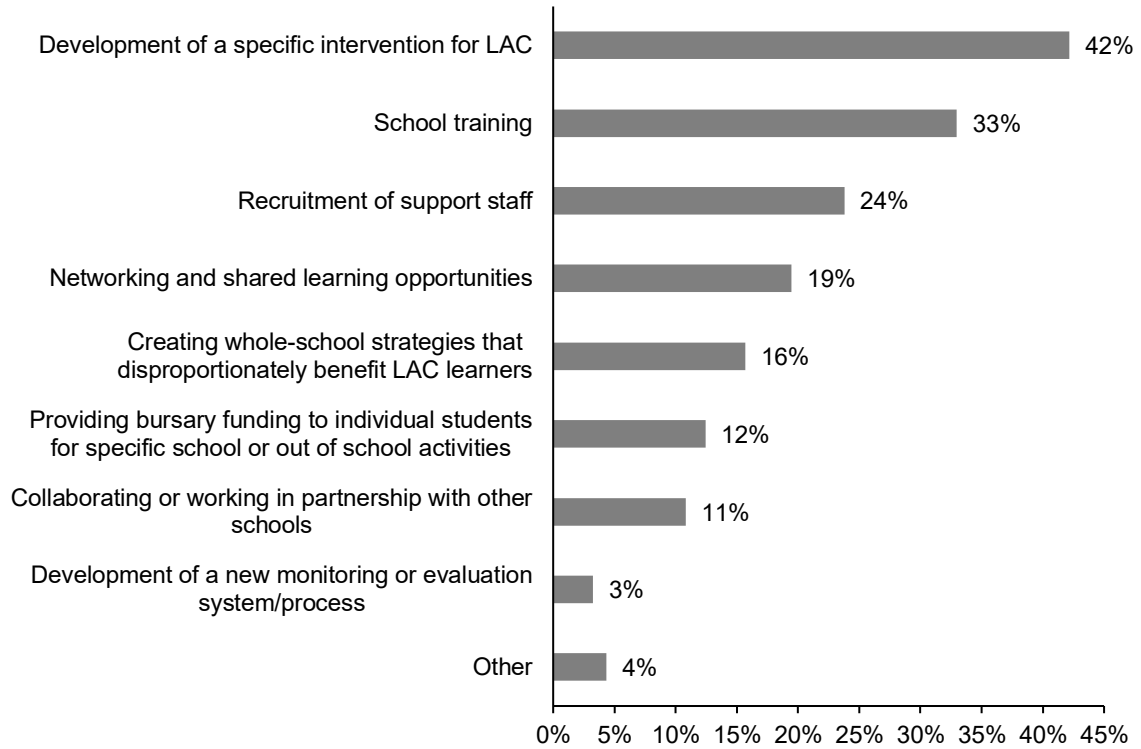 Development of a specific intervention for LAC
42%
School training
33%
Recruitment of support staff
24%
Networking and shared learning opportunities
19%
Creating whole-school strategies that
disproportionately benefit LAC learners
16%
Providing bursary funding to individual students
for specific school or out of school activities
12%
Collaborating or working in partnership with other
schools
11%
Development of a new monitoring or evaluation
system/process
3%
Other
4%
0% 5% 10% 15% 20% 25% 30% 35% 40% 45%